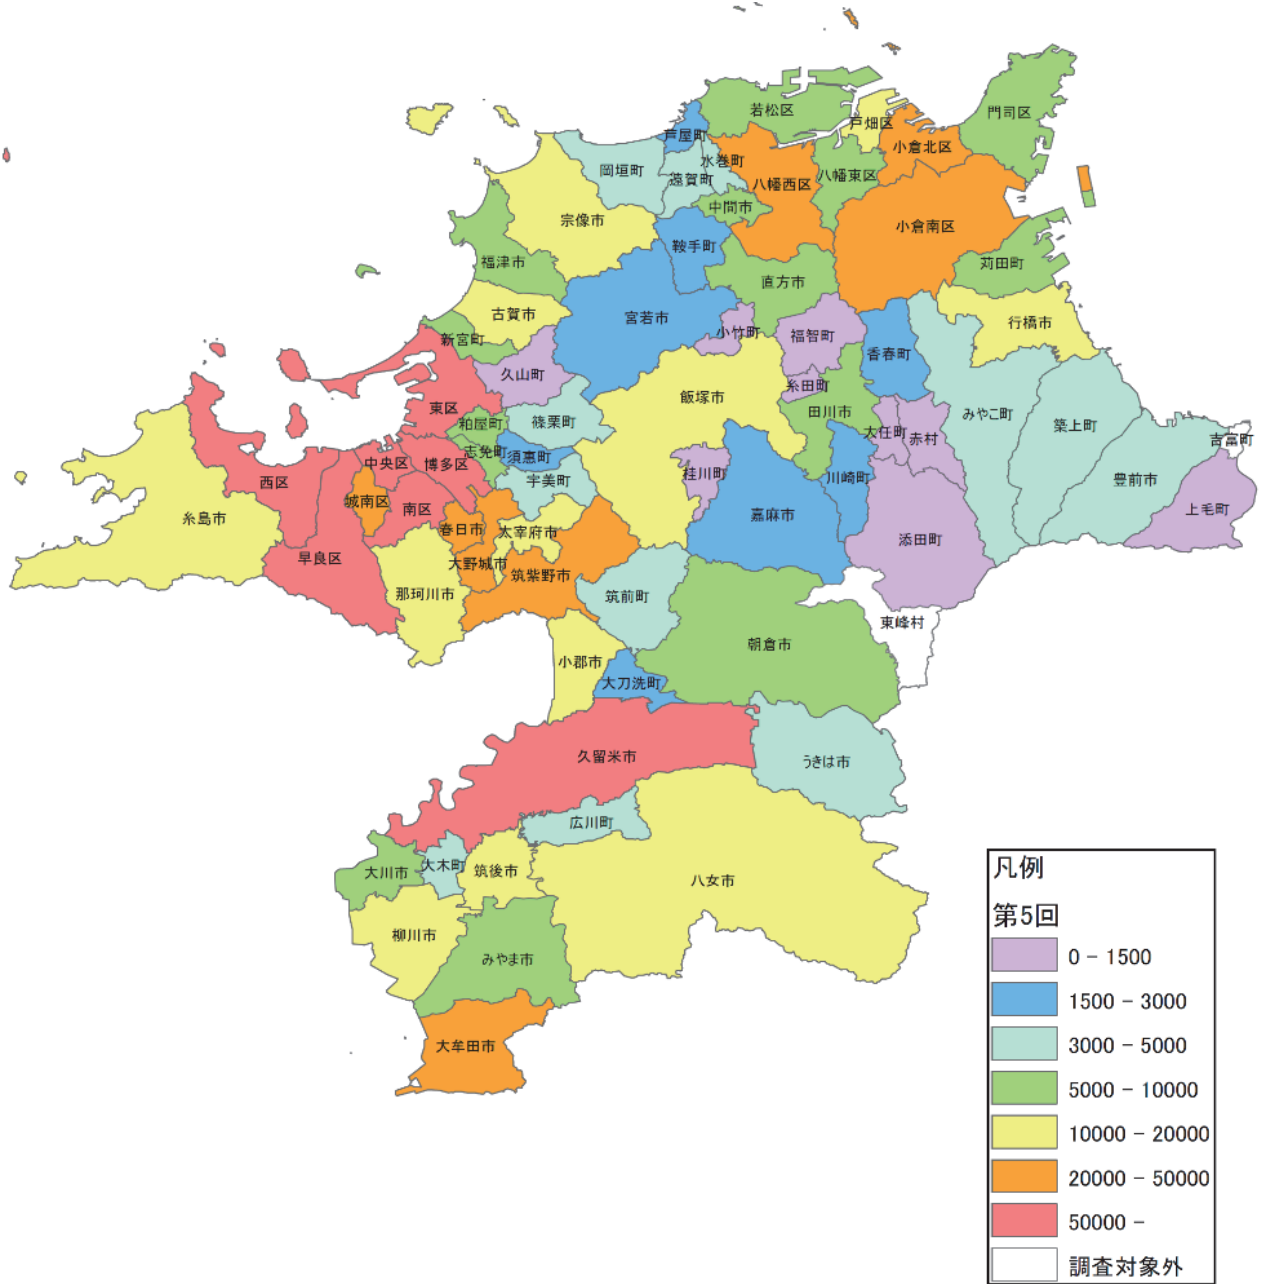 若松区
門司区
戸畑区
芦屋町
小倉北区
水巻町
岡垣町
遠賀町
八幡西区
八幡東区
中間市
宗像市
小倉南区
鞍手町
福津市
苅田町
直方市
古賀市
宮若市
行橋市
小竹町
福智町
新宮町
香春町
久山町
糸田町
飯塚市
東区
田川市
みやこ町
粕屋町
篠栗町
築上町
大任町
赤村
吉富町
志免町
須恵町
中央区
博多区
桂川町
川崎町
宇美町
豊前市
西区
城南区
南区
上毛町
糸島市
嘉麻市
春日市
太宰府市
添田町
早良区
大野城市
筑紫野市
那珂川市
筑前町
東峰村
朝倉市
小郡市
大刀洗町
久留米市
うきは市
広川町
大木町
大川市
筑後市
八女市
柳川市
みやま市
大牟田市
凡例
第5回
0 - 1500
1500 - 3000
3000 - 5000
5000 - 10000
10000 - 20000
20000 - 50000
50000 -
調査対象外